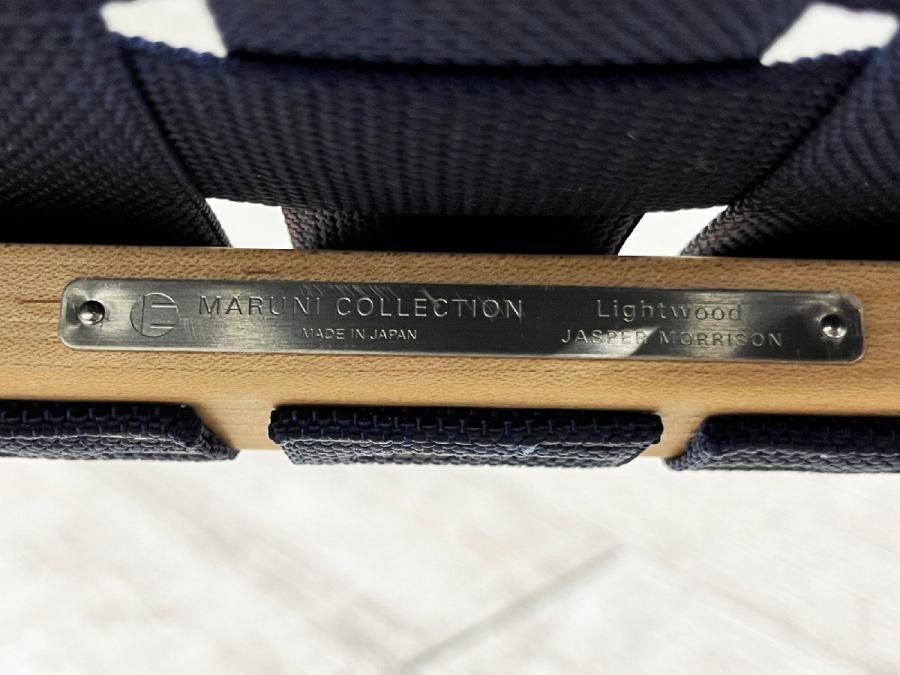 MARUNI COLLECTION
MADE IN JAPAN
Lightwood
JASPER MORRISON